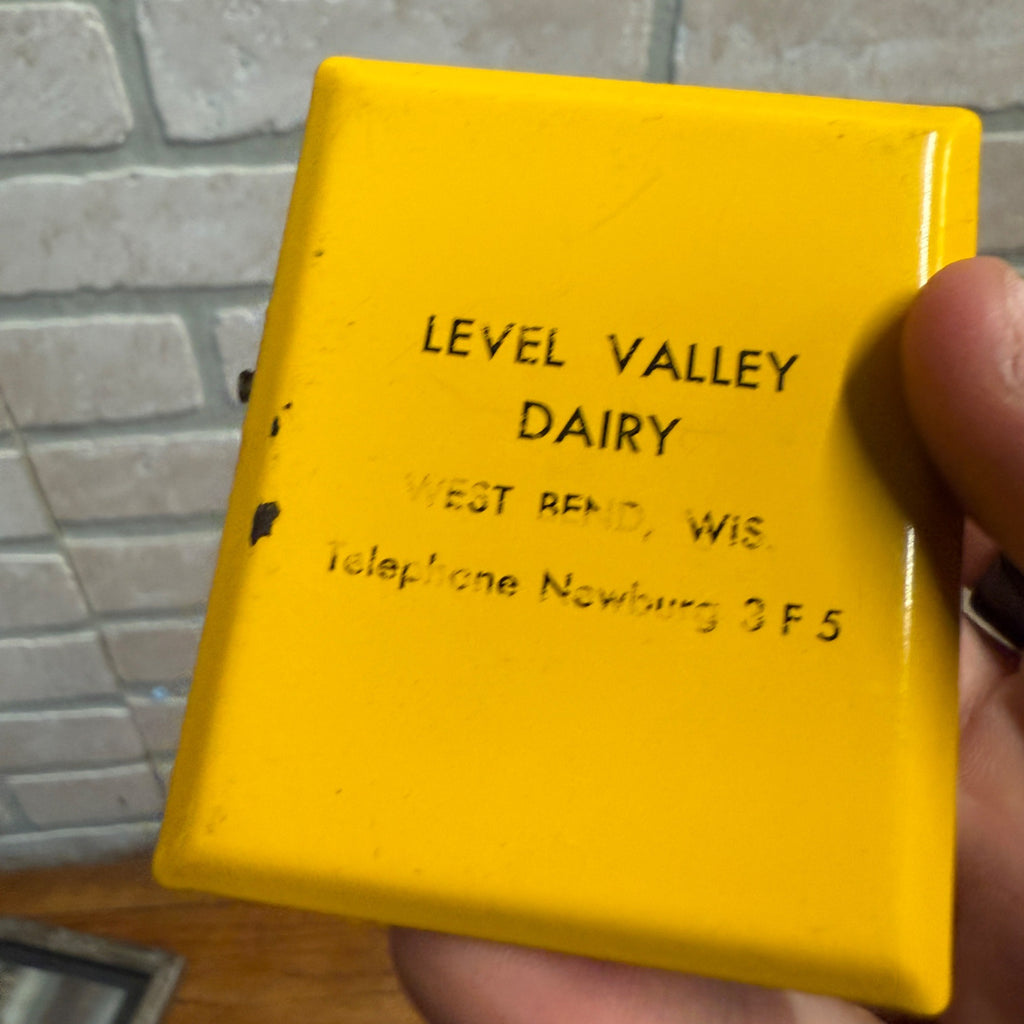 LEVEL VALLEY
DAIRY
WEST BEND, WIS.
Telephone Newburg 3 F 5